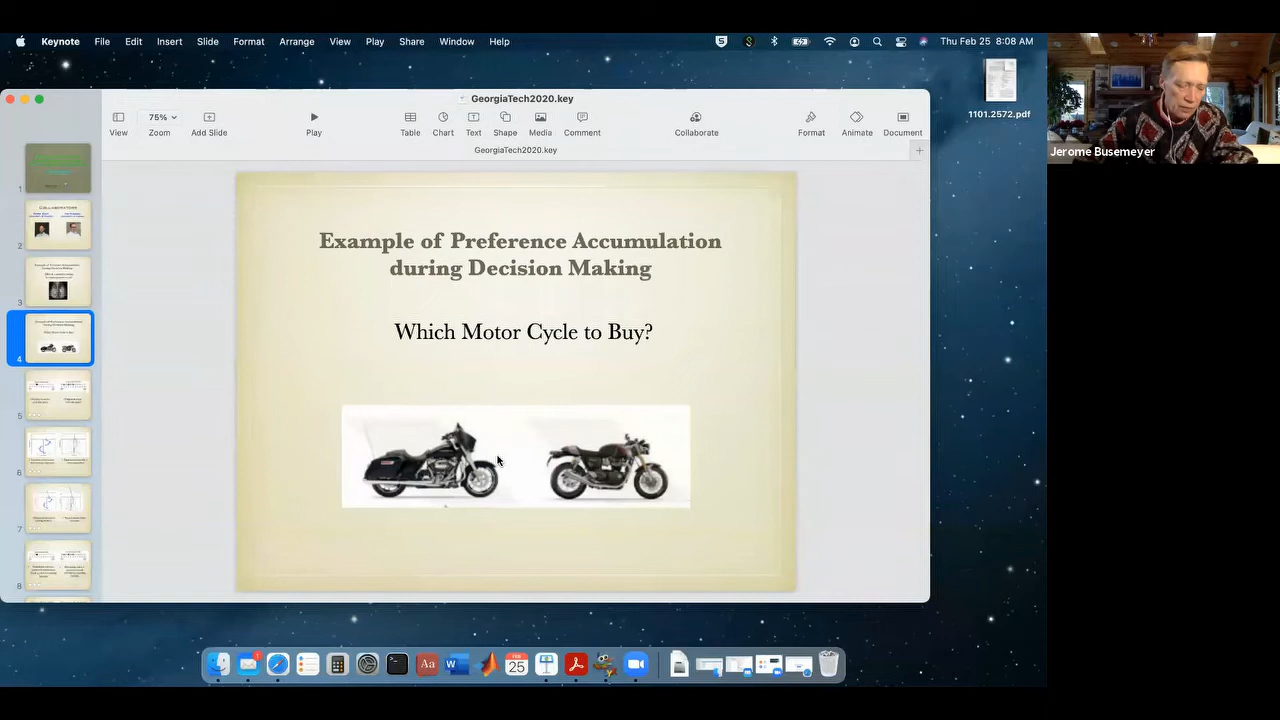 Keynote File Edit Insert Slide Format Arrange View Play Share Window Help
Thu Feb 25 8:08 AM
1101.2572.pdf
Jerome Busemeyer
GeorgiaTech2020.key
75%
View Zoom Add Slide Play Table Chart Text Shape Media Comment Collaborate Format Animate Document
GeorgiaTech2020.key
1
2
3
4
5
6
7
8
Example of Preference Accumulation
during Decision Making
Which Motor Cycle to Buy?
FEB
25
Aa
W